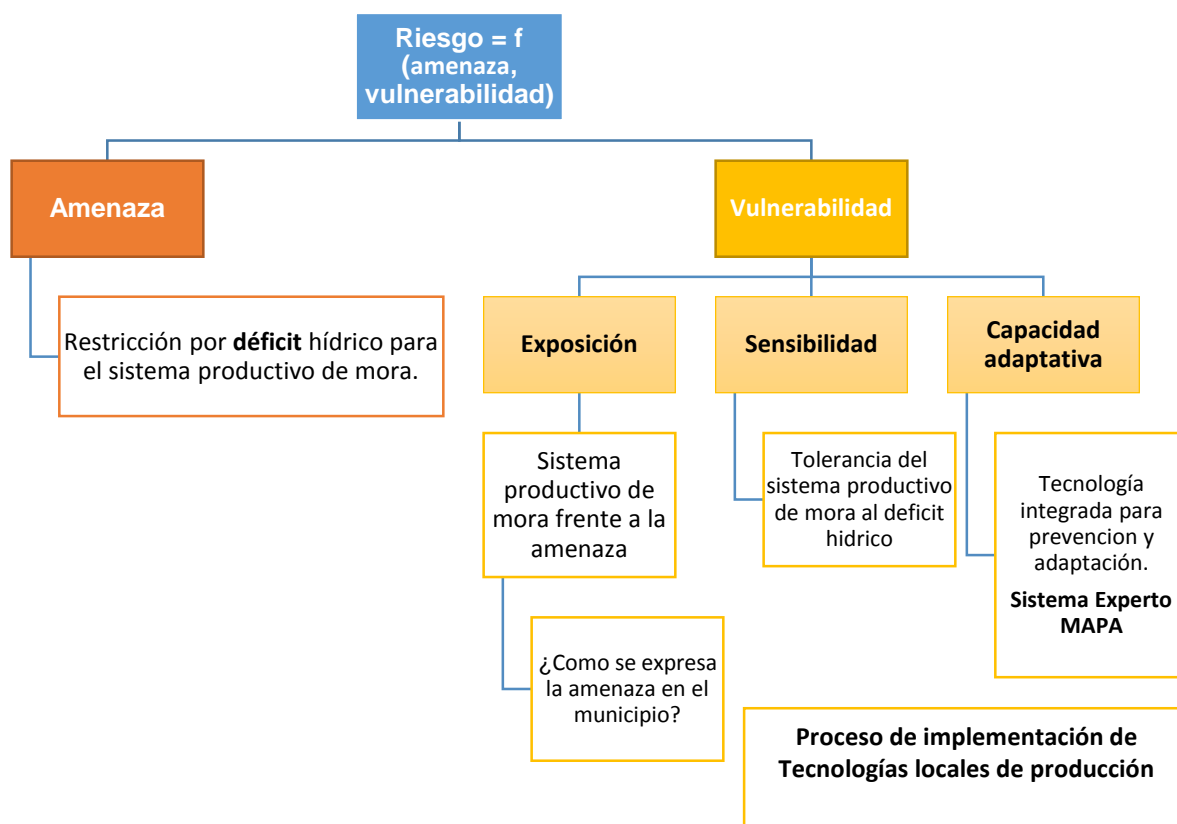 Riesgo = f
(amenaza,
vulnerabilidad)
Amenaza
Vulnerabilidad
Restricción por déficit hídrico para
el sistema productivo de mora.
Exposición
Sensibilidad
Capacidad
adaptativa
Sistema
productivo de
mora frente a la
amenaza
Tolerancia del
sistema productivo
de mora al deficit
hidrico
Tecnología
integrada para
prevencion y
adaptación.
Sistema Experto
MAPA
¿Como se expresa
la amenaza en el
municipio?
Proceso de implementación de
Tecnologías locales de producción